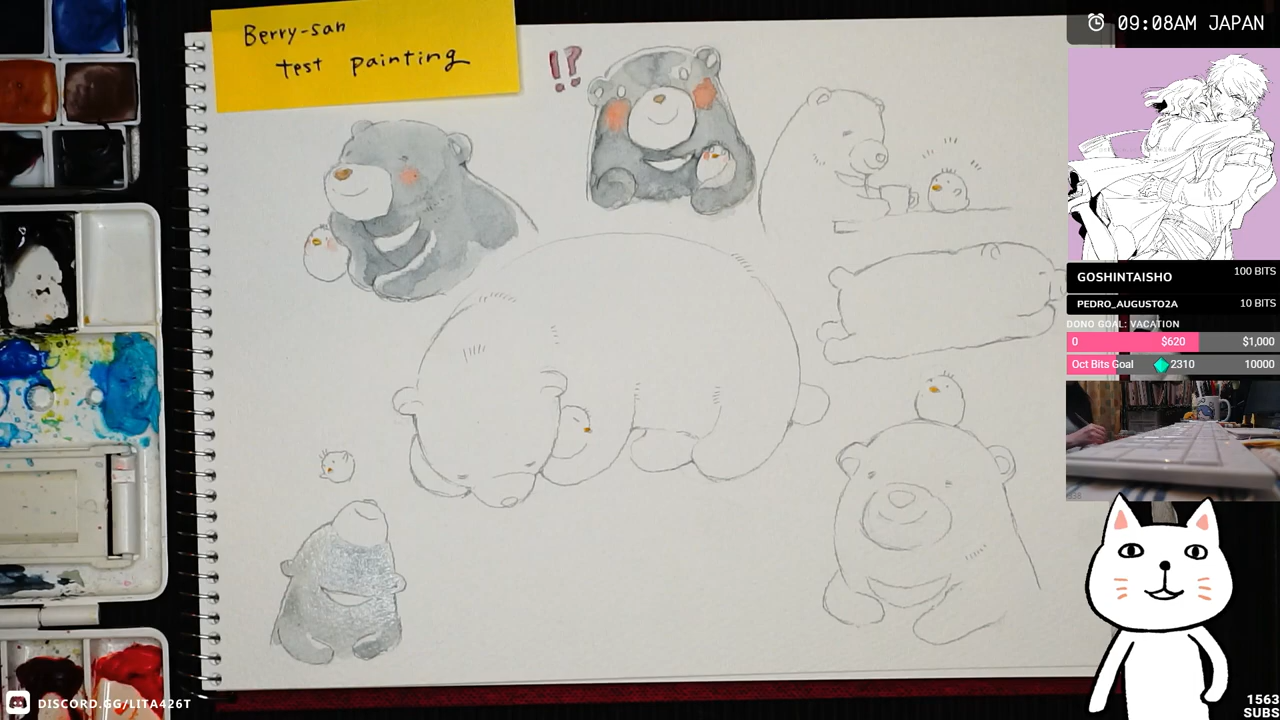 Berry-san
test painting
!?
09:08AM JAPAN
GOSHINTAISHO 100 BITS
PEDRO_AUGUSTO2A 10 BITS
DONO GOAL: VACATION
0 $620 $1,000
Oct Bits Goal 2310 10000
DISCORD.GG/LITA426T
1563
SUBS